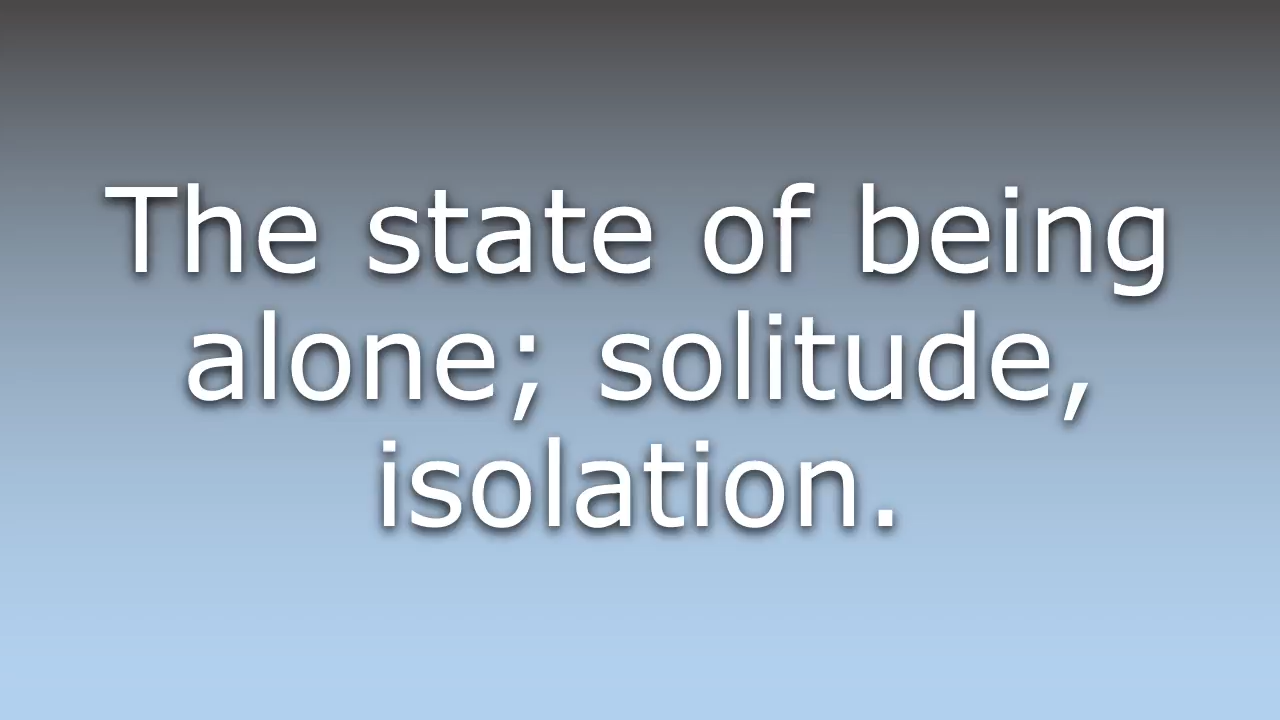 The state of being
alone; solitude,
isolation.